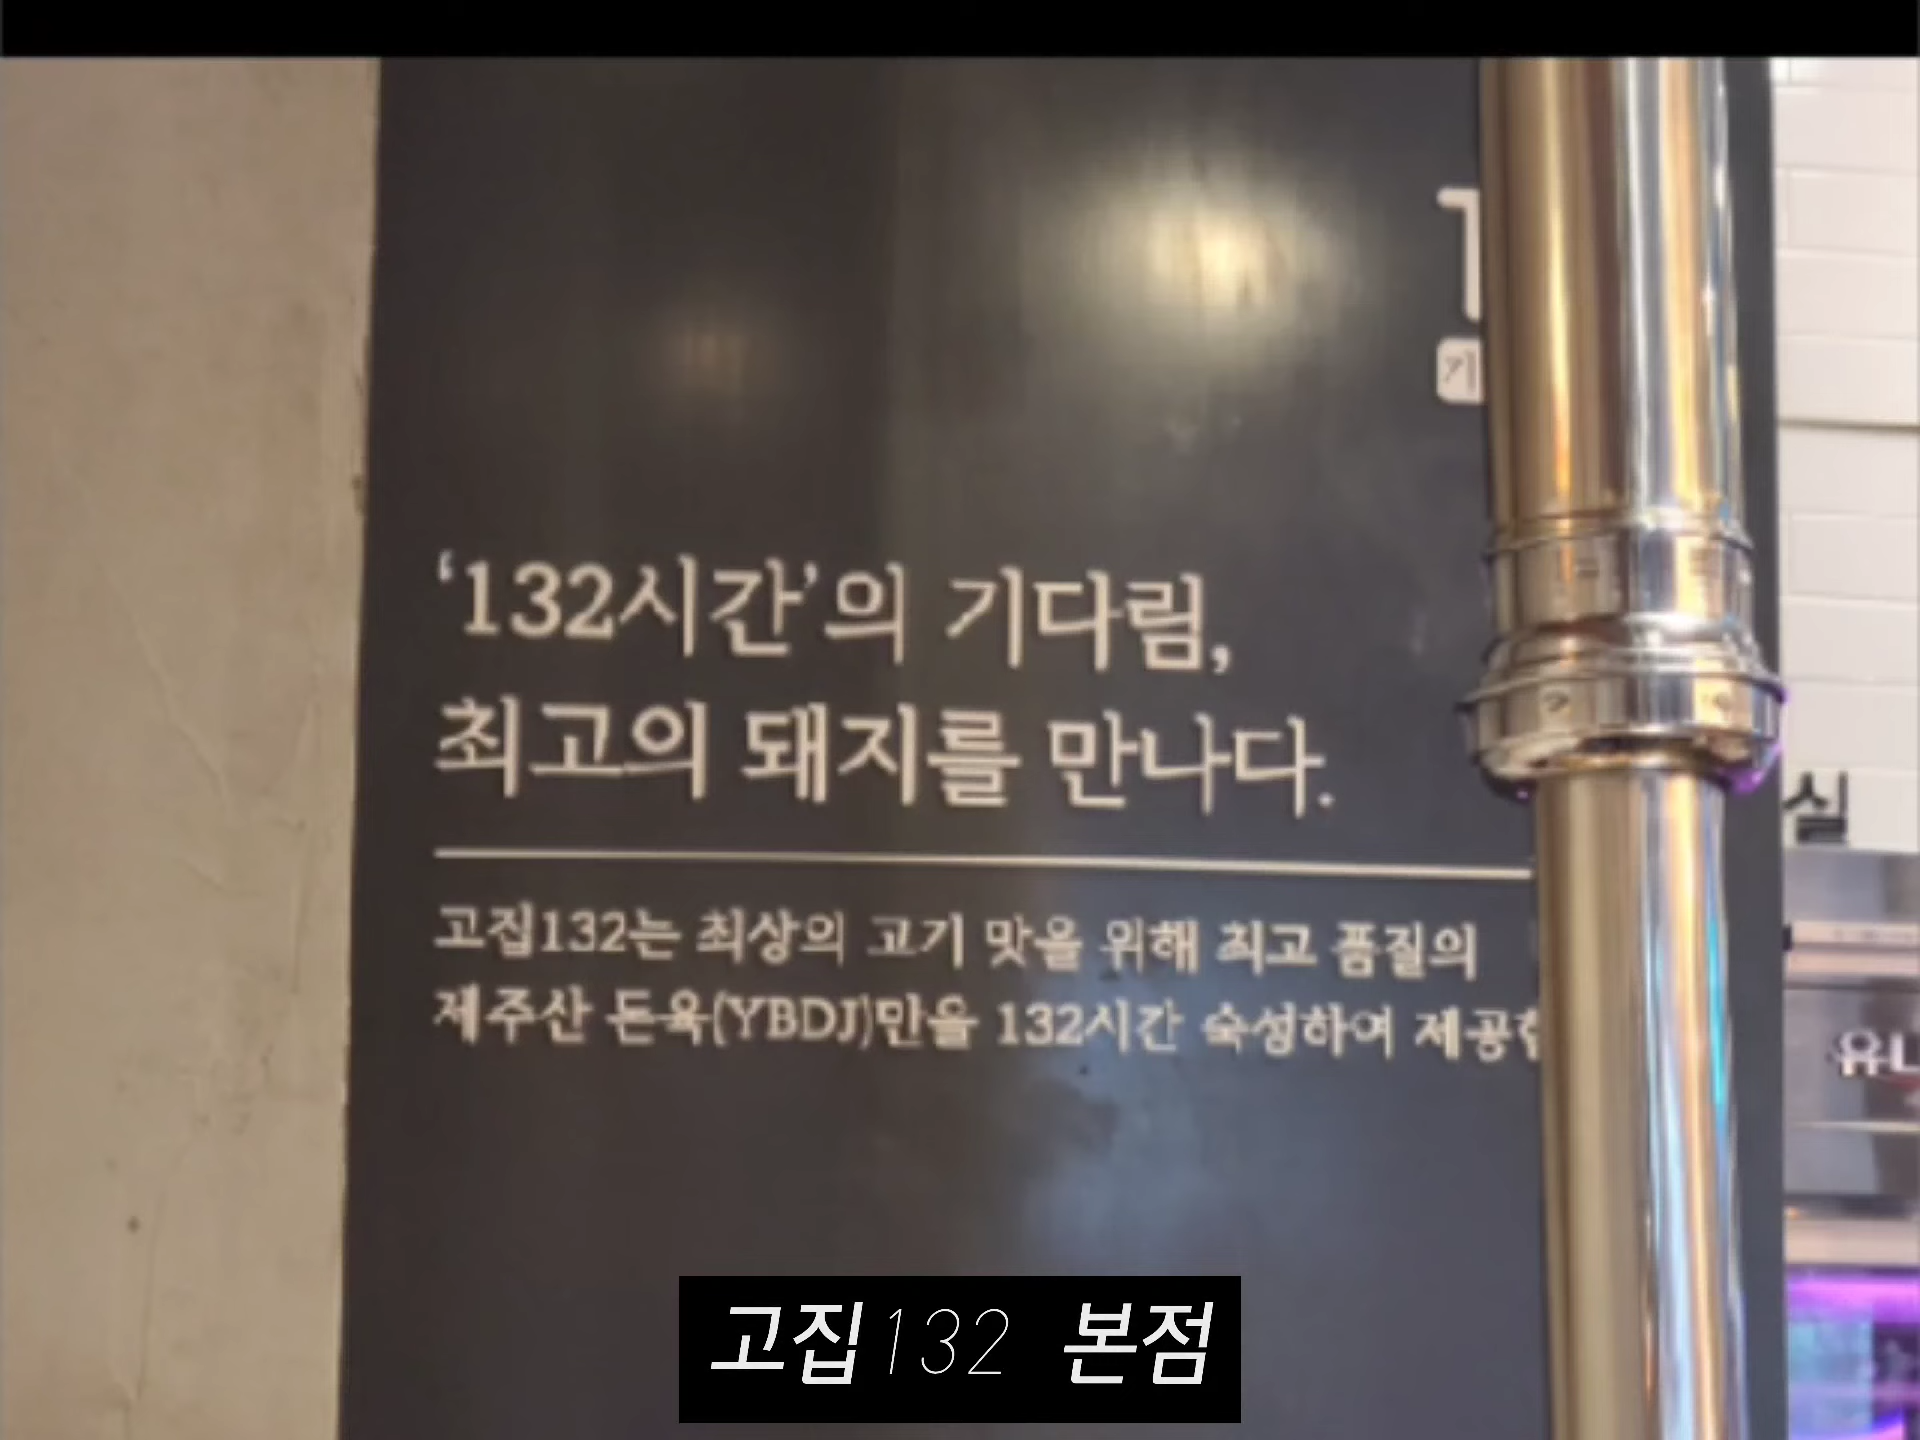 '132시간'의 기다림,
최고의 돼지를 만나다.
고집132는 최상의 고기 맛을 위해 최고 품질의
제주산 돈육(YBDJ)만을 132시간 숙성하여
실
고집132 본점